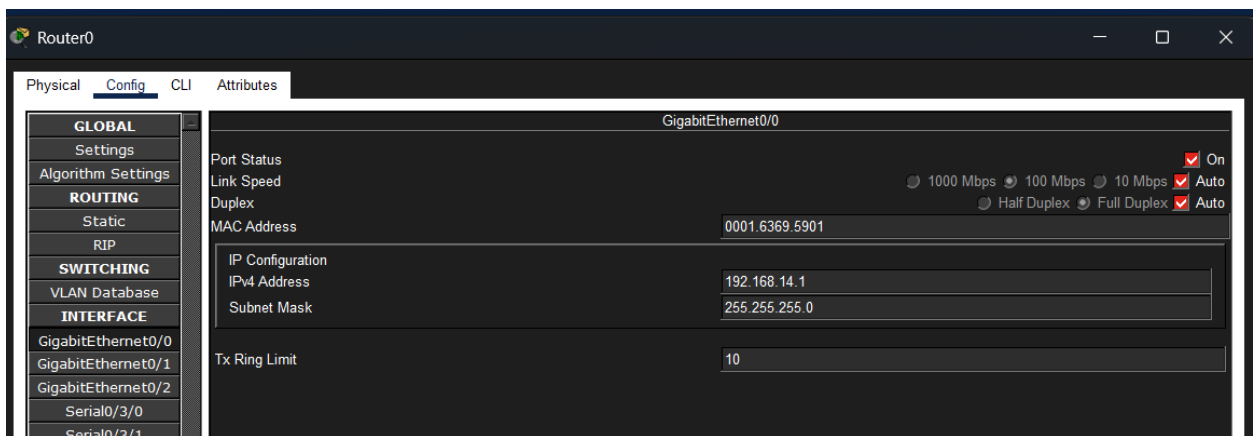 Router0
Physical Config CLI Attributes
GLOBAL
Settings
Algorithm Settings
ROUTING
Static
RIP
SWITCHING
VLAN Database
INTERFACE
GigabitEthernet0/0
GigabitEthernet0/1
GigabitEthernet0/2
Serial0/3/0
Serial0/3/1
GigabitEthernet0/0
Port Status On
Link Speed 1000 Mbps 100 Mbps 10 Mbps Auto
Duplex Half Duplex Full Duplex Auto
MAC Address 0001.6369.5901
IP Configuration
IPv4 Address 192.168.14.1
Subnet Mask 255.255.255.0
Tx Ring Limit 10